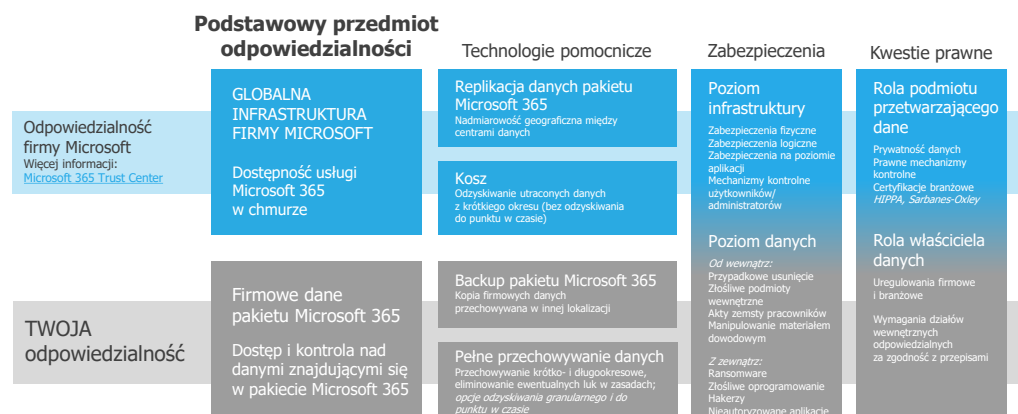 Podstawowy przedmiot
odpowiedzialności
Technologie pomocnicze
Zabezpieczenia
Kwestie prawne
Odpowiedzialność
firmy Microsoft
Więcej informacji:
Microsoft 365 Trust Center
GLOBALNA
INFRASTRUKTURA
FIRMY MICROSOFT
Dostępność usługi
Microsoft 365
w chmurze
Replikacja danych pakietu
Microsoft 365
Nadmiarowość geograficzna między
centrami danych
Kosz
Odzyskiwanie utraconych danych
z krótkiego okresu (bez odzyskiwania
do punktu w czasie)
Poziom
infrastruktury
Zabezpieczenia fizyczne
Zabezpieczenia logiczne
Zabezpieczenia na poziomie
aplikacji
Mechanizmy kontrolne
użytkowników/
administratorów
Rola podmiotu
przetwarzającego
dane
Prywatność danych
Prawne mechanizmy
kontrolne
Certyfikacje branżowe
HIPPA, Sarbanes-Oxley
TWOJA
odpowiedzialność
Firmowe dane
pakietu Microsoft 365
Dostęp i kontrola nad
danymi znajdującymi się
w pakiecie Microsoft 365
Backup pakietu Microsoft 365
Kopia firmowych danych
przechowywana w innej lokalizacji
Pełne przechowywanie danych
Przechowywanie krótko- i długookresowe,
eliminowanie ewentualnych luk w zasadach;
opcje odzyskiwania granularnego i do
punktu w czasie
Poziom danych
Od wewnątrz:
Przypadkowe usunięcie
Złośliwe podmioty
wewnętrzne
Akty zemsty pracowników
Manipulowanie materiałem
dowodowym
Z zewnątrz:
Ransomware
Złośliwe oprogramowanie
Hakerzy
Nieautoryzowane aplikacje
Rola właściciela
danych
Uregulowania firmowe
i branżowe
Wymagania działów
wewnętrznych
odpowiedzialnych
za zgodność z przepisami